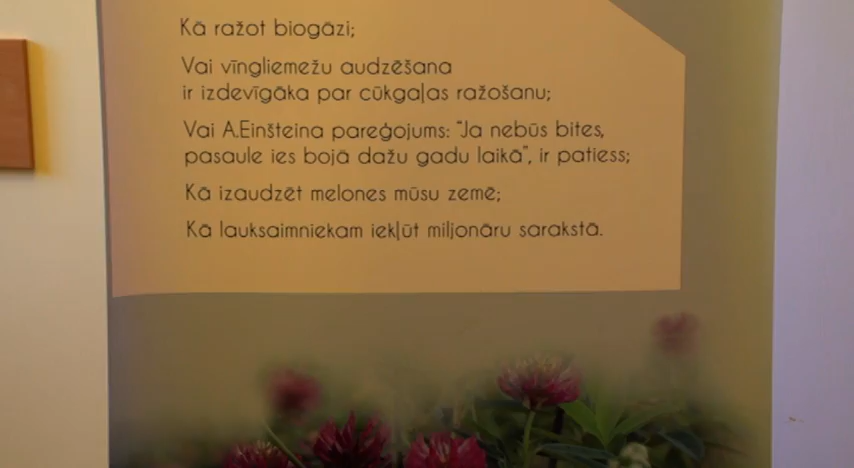 Kā ražot biogāzi;
Vai vīngliemežu audzēšana
ir izdevīgāka par cūkgaļas ražošanu;
Vai A.Einšteina pareģojums: "Ja nebūs bites,
pasaule ies bojā dažu gadu laikā", ir patiess;
Kā izaudzēt melones mūsu zemē;
Kā lauksaimniekam iekļūt miljonāru sarakstā.